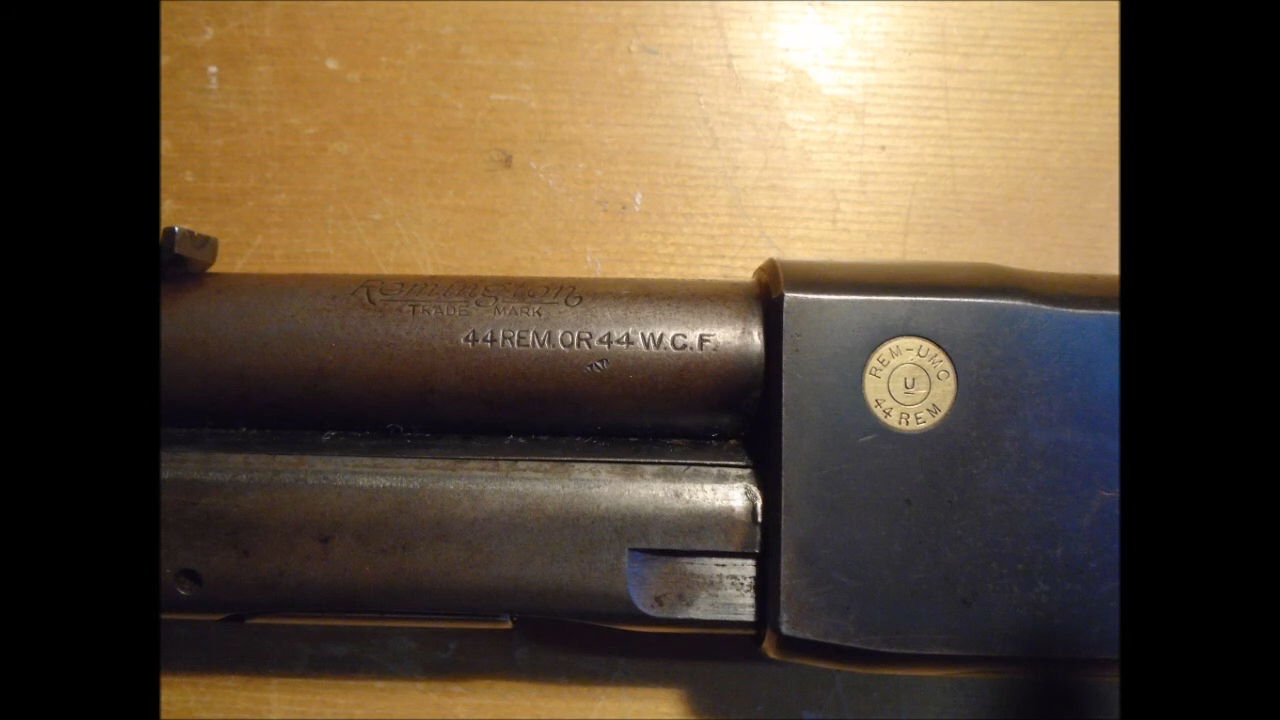 Remington
TRADE MARK
44 REM. OR 44 W.C.F.
REM-UMC
U
44 REM